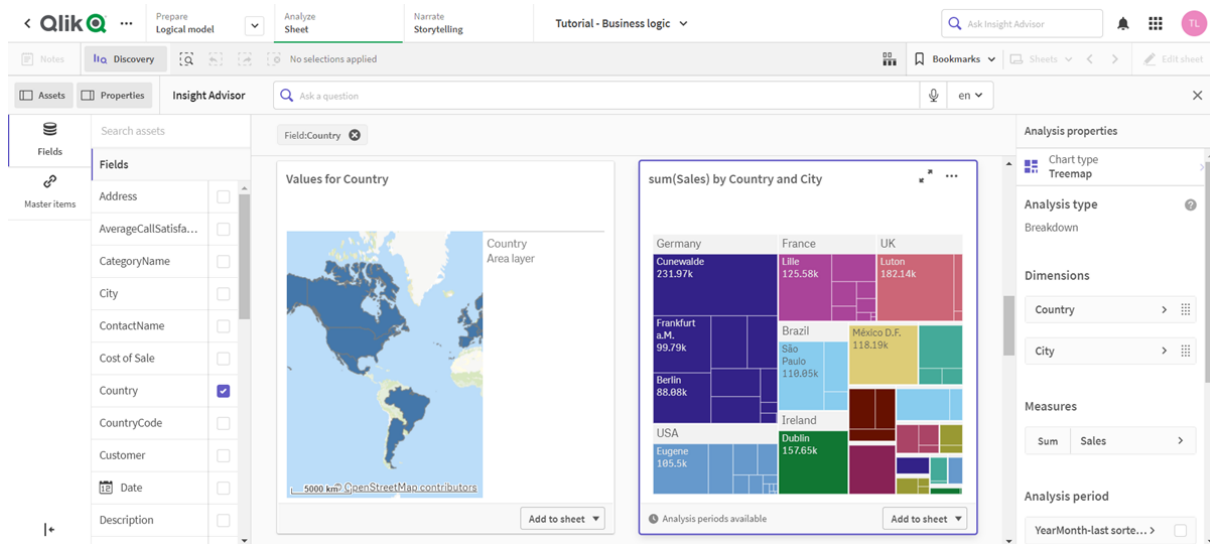 Qlik
Prepare
Logical model
Analyze
Sheet
Narrate
Storytelling
Tutorial - Business logic
Ask Insight Advisor
TL
Notes
Discovery
No selections applied
Bookmarks
Sheets
Edit sheet
Assets
Properties
Insight Advisor
Ask a question
en
Fields
Master items
Search assets
Fields
Address
AverageCallSatisfa...
CategoryName
City
ContactName
Cost of Sale
Country
CountryCode
Customer
Date
Description
Field:Country
Values for Country
Country
Area layer
5000 km
© OpenStreetMap contributors
Add to sheet
sum(Sales) by Country and City
Germany
Cunewalde
231.97k
Frankfurt
a.M.
99.79k
Berlin
88.08k
USA
Eugene
105.5k
France
Lille
125.58k
UK
Luton
182.14k
Brazil
São
Paulo
110.05k
México D.F.
118.19k
Ireland
Dublin
157.65k
Analysis periods available
Add to sheet
Analysis properties
Chart type
Treemap
Analysis type
Breakdown
Dimensions
Country
City
Measures
Sum Sales
Analysis period
YearMonth-last sorte...